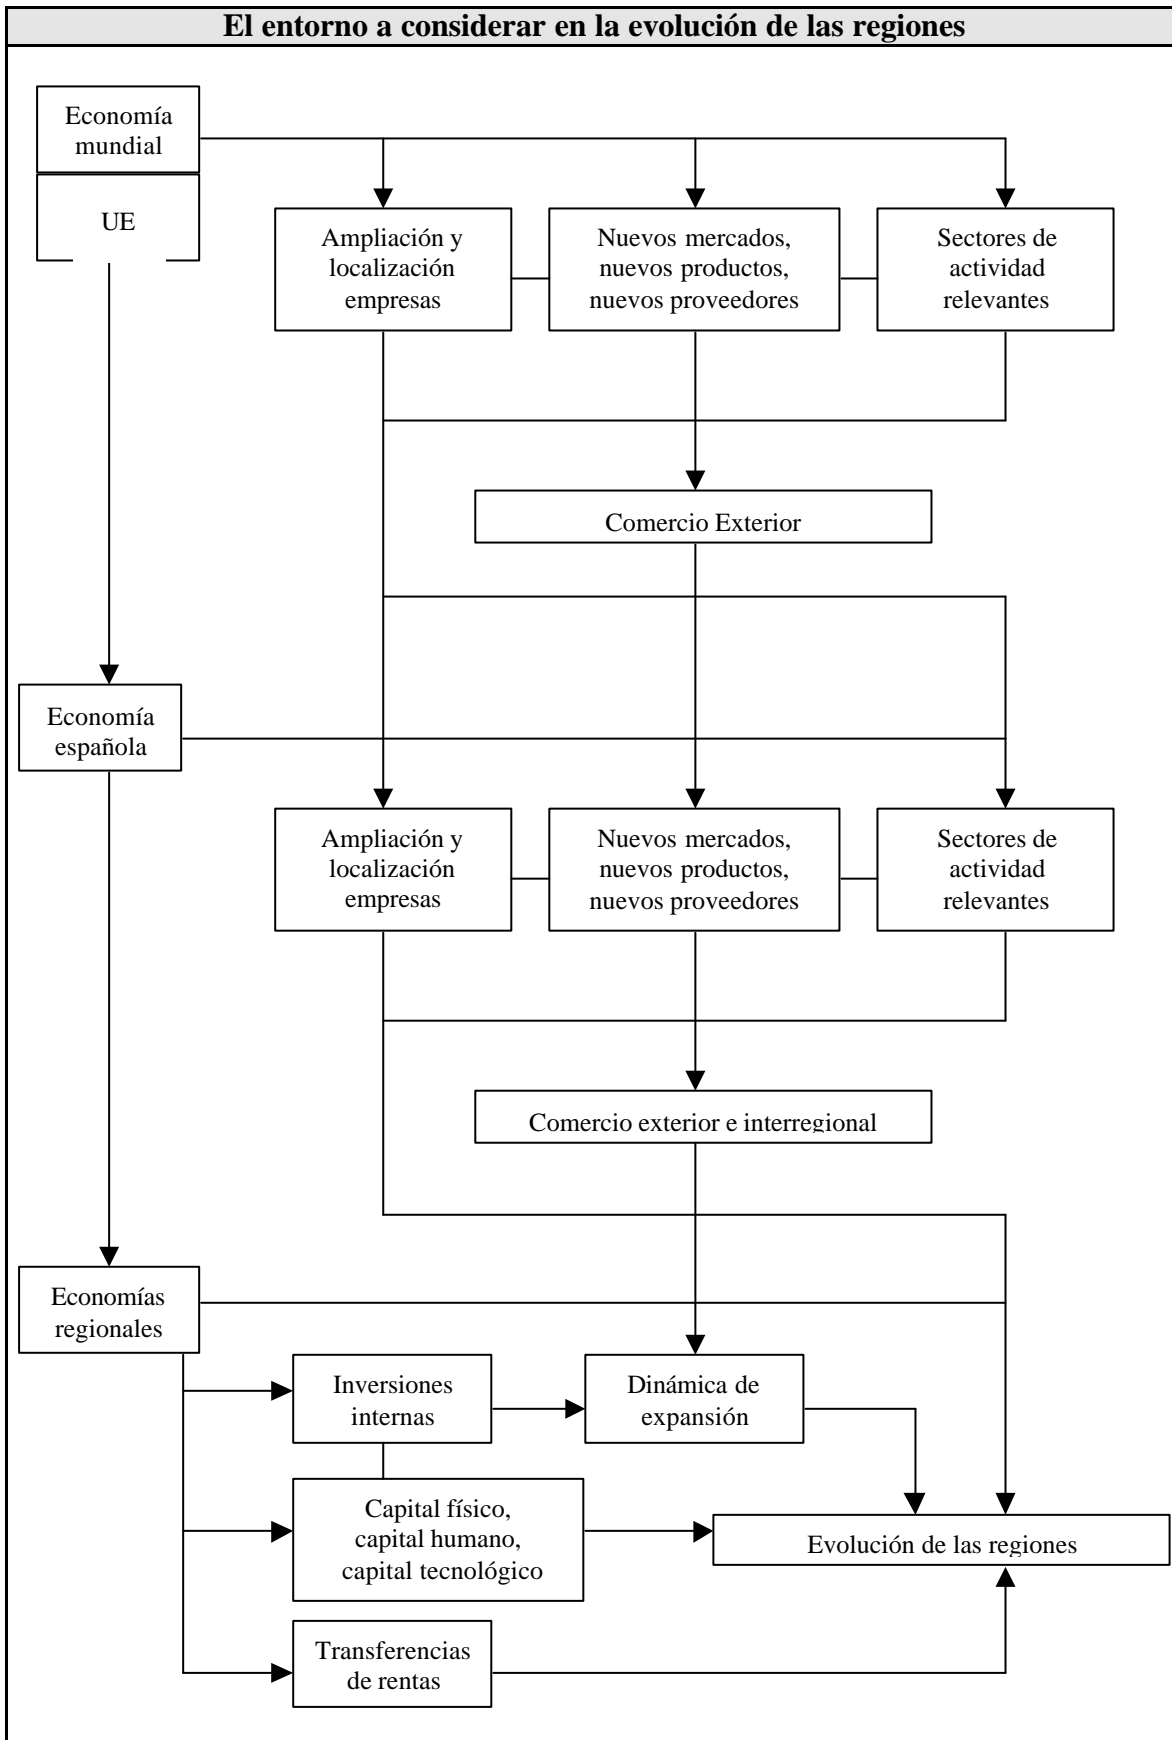 El entorno a considerar en la evolución de las regiones
Economía
mundial
UE
Ampliación y
localización
empresas
Nuevos mercados,
nuevos productos,
nuevos proveedores
Sectores de
actividad
relevantes
Comercio Exterior
Economía
española
Ampliación y
localización
empresas
Nuevos mercados,
nuevos productos,
nuevos proveedores
Sectores de
actividad
relevantes
Comercio exterior e interregional
Economías
regionales
Inversiones
internas
Dinámica de
expansión
Capital físico,
capital humano,
capital tecnológico
Evolución de las regiones
Transferencias
de rentas